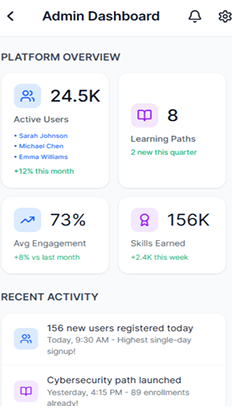 Admin Dashboard
PLATFORM OVERVIEW
24.5K
Active Users
• Sarah Johnson
• Michael Chen
• Emma Williams
+12% this month
8
Learning Paths
2 new this quarter
73%
Avg Engagement
+8% vs last month
156K
Skills Earned
+2.4K this week
RECENT ACTIVITY
156 new users registered today
Today, 9:30 AM - Highest single-day
signup!
Cybersecurity path launched
Yesterday, 4:15 PM - 89 enrollments
already!